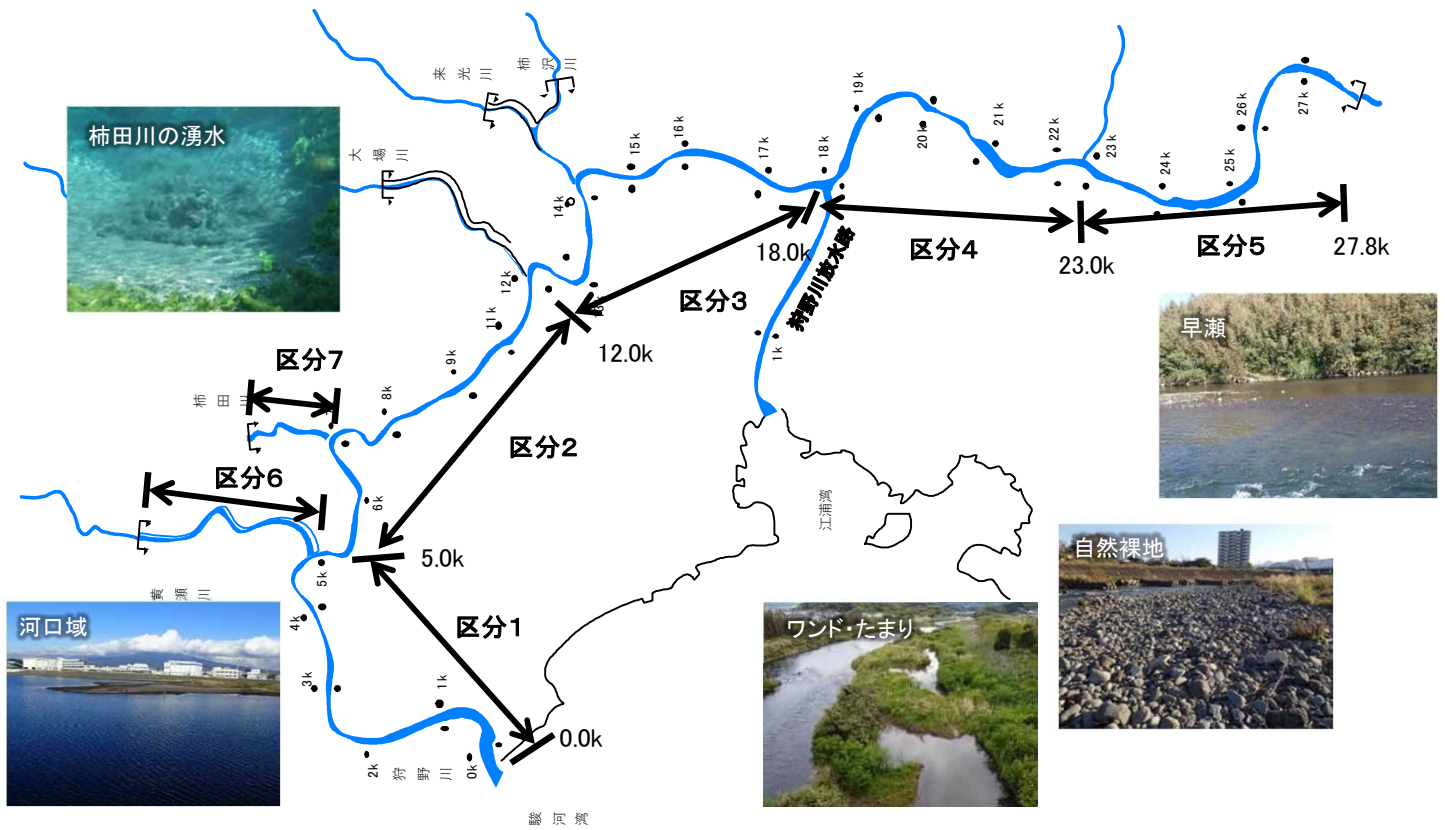 来光川
柿沢川
柿田川の湧水
大場川
19k
20k
21k
22k
23k
24k
25k
26k
27k
18k
17k
16k
15k
14k
12k
11k
9k
8k
6k
5k
4k
3k
2k
1k
0k
1k
18.0k
区分4
23.0k
区分5
27.8k
区分3
狩野川放水路
12.0k
区分7
柿田川
区分2
区分6
5.0k
区分1
0.0k
黄瀬川
狩野川
駿河湾
江浦湾
早瀬
自然裸地
ワンド・たまり
河口域